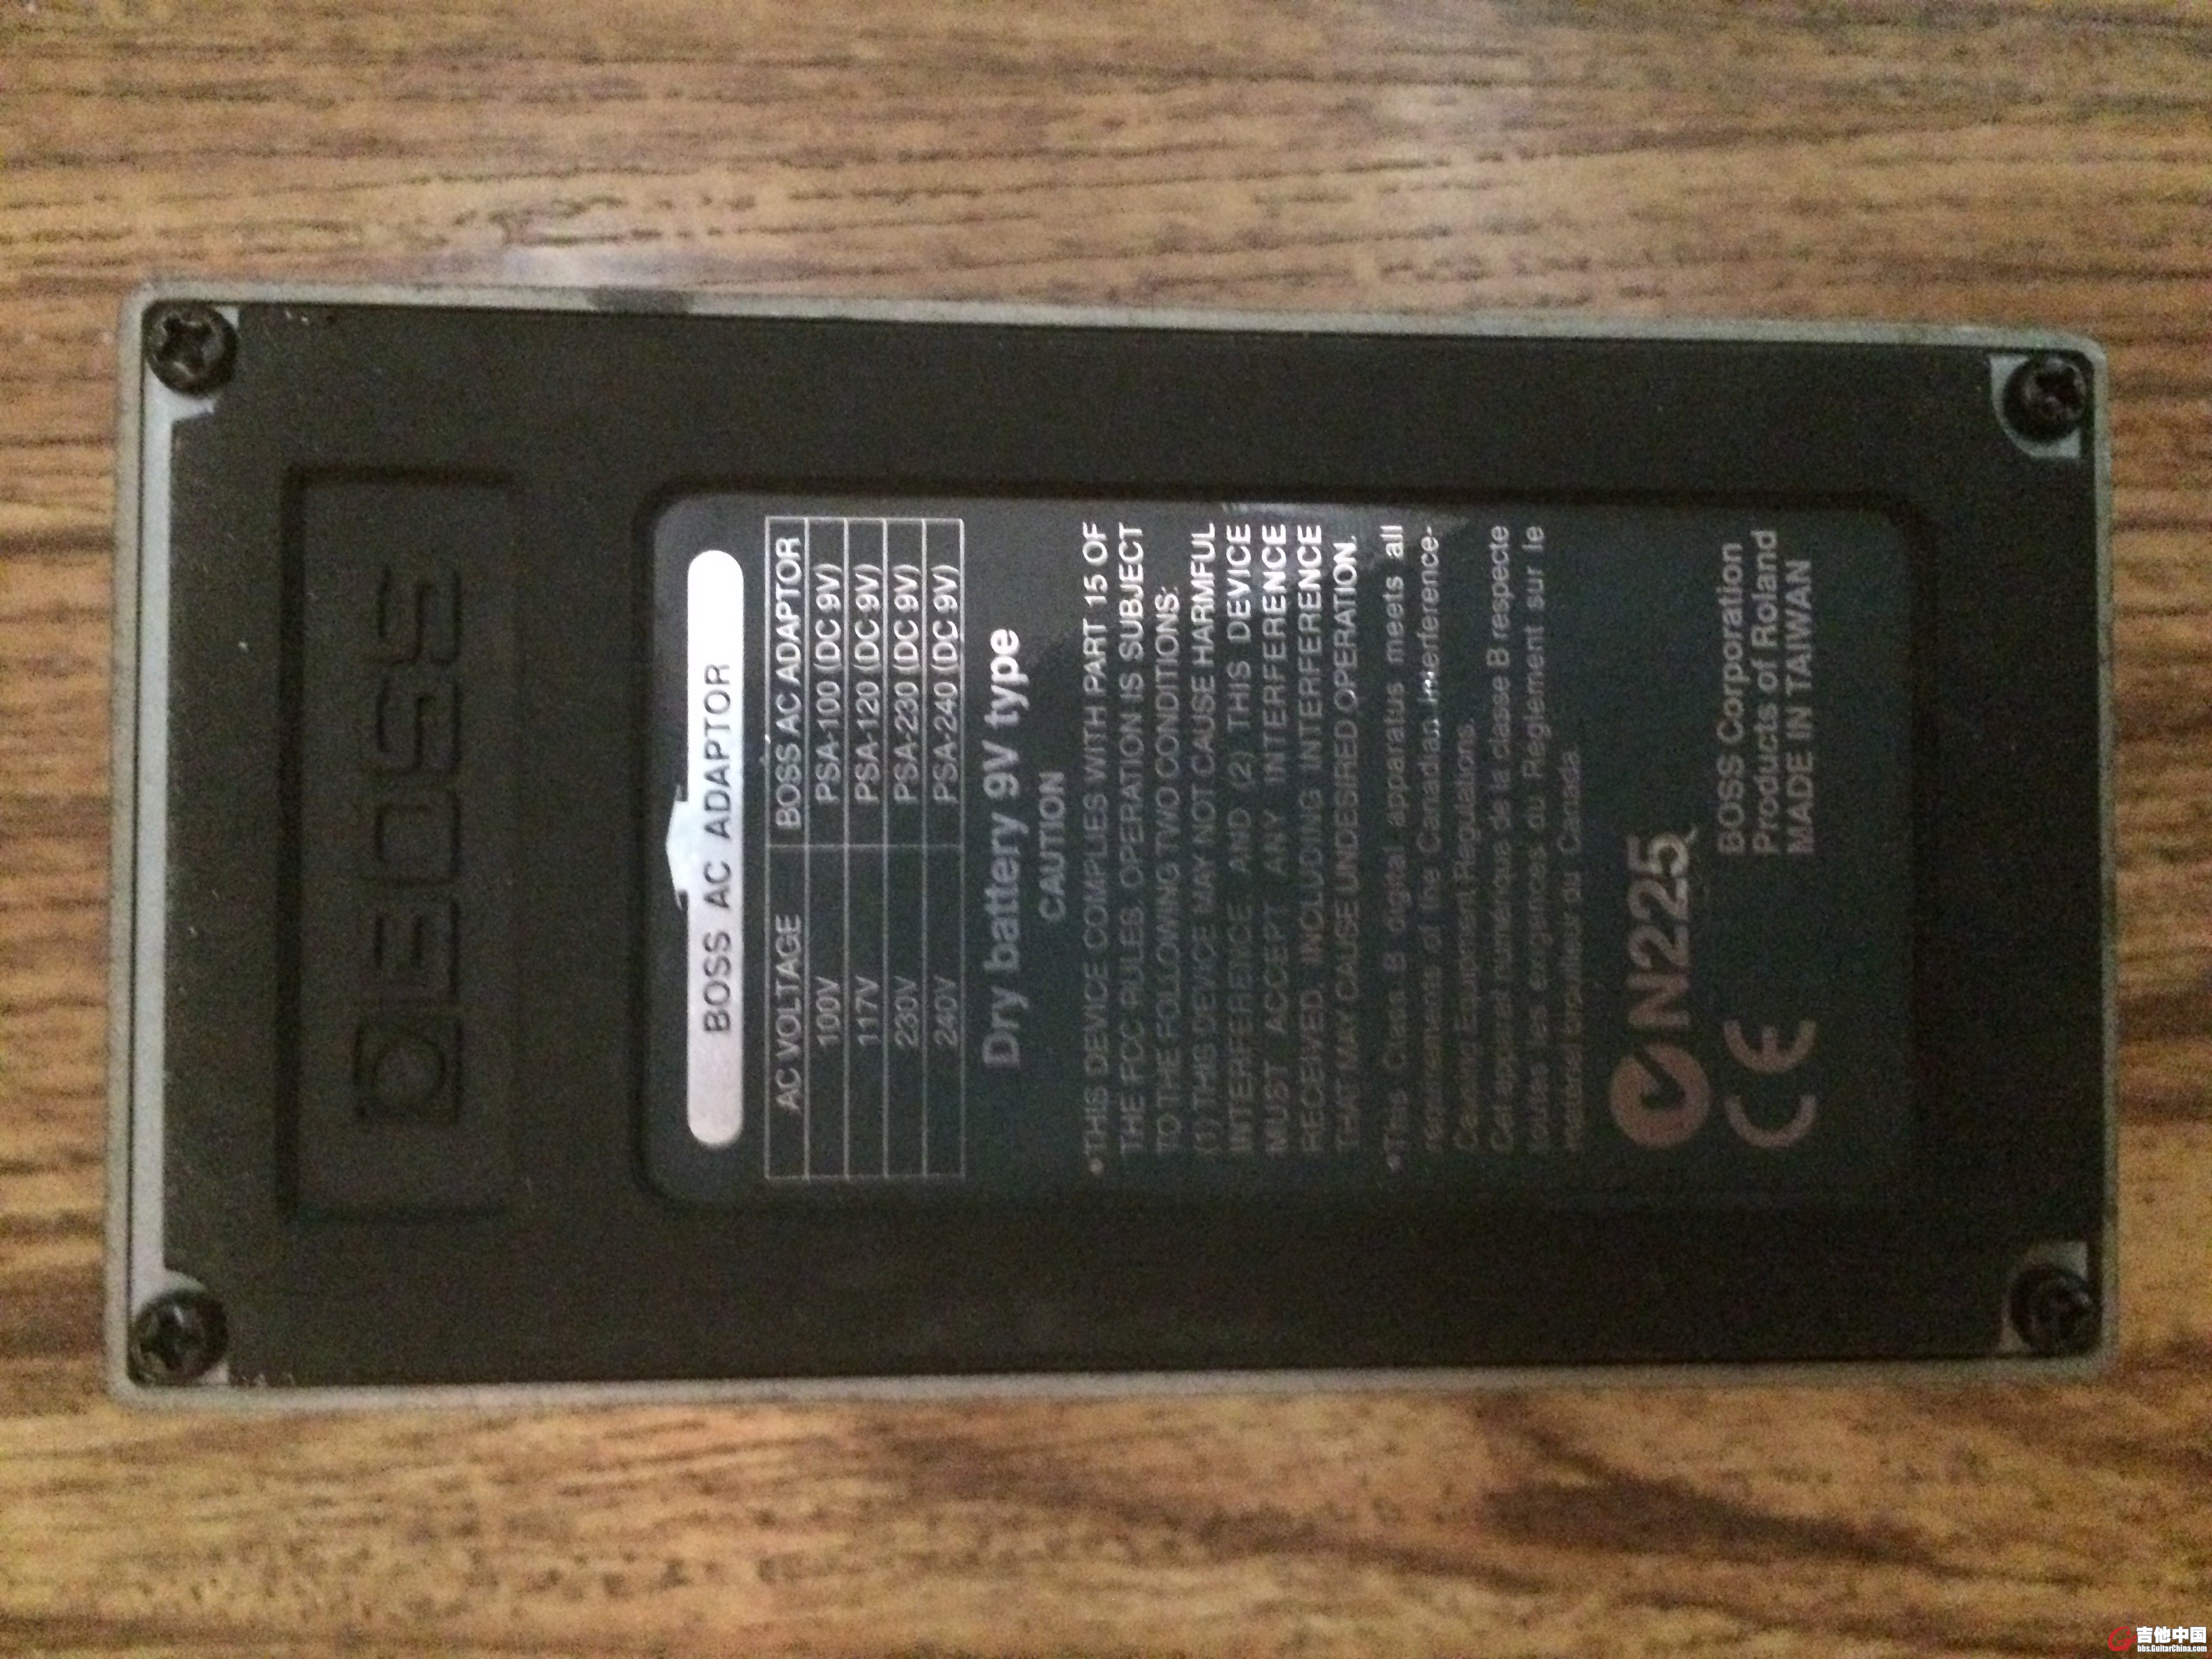 BOSS
BOSS AC ADAPTOR
AC VOLTAGE BOSS AC ADAPTOR
100V PSA-100 (DC 9V)
117V PSA-120 (DC 9V)
230V PSA-230 (DC 9V)
240V PSA-240 (DC 9V)
Dry battery 9V type
CAUTION
*THIS DEVICE COMPLIES WITH PART 15 OF
THE FCC RULES. OPERATION IS SUBJECT
TO THE FOLLOWING TWO CONDITIONS:
(1) THIS DEVICE MAY NOT CAUSE HARMFUL
INTERFERENCE AND (2) THIS DEVICE
MUST ACCEPT ANY INTERFERENCE
RECEIVED, INCLUDING INTERFERENCE
THAT MAY CAUSE UNDESIRED OPERATION.
*This Class B digital apparatus meets all
requirements of the Canadian Interference-
Causing Equipment Regulations.
Cet appareil numérique de la classe B respecte
toutes les exigences du Règlement sur le
matériel brouilleur du Canada.
N225
CE
BOSS Corporation
Products of Roland
MADE IN TAIWAN
吉他中国
bbs.GuitarChina.com